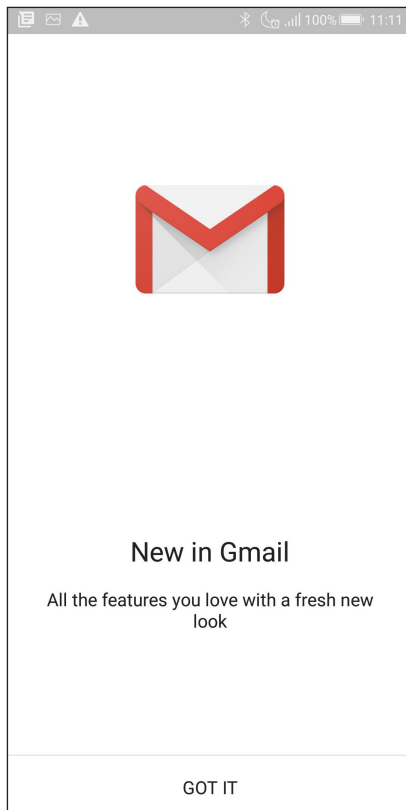 100% 11:11
New in Gmail
All the features you love with a fresh new
look
GOT IT